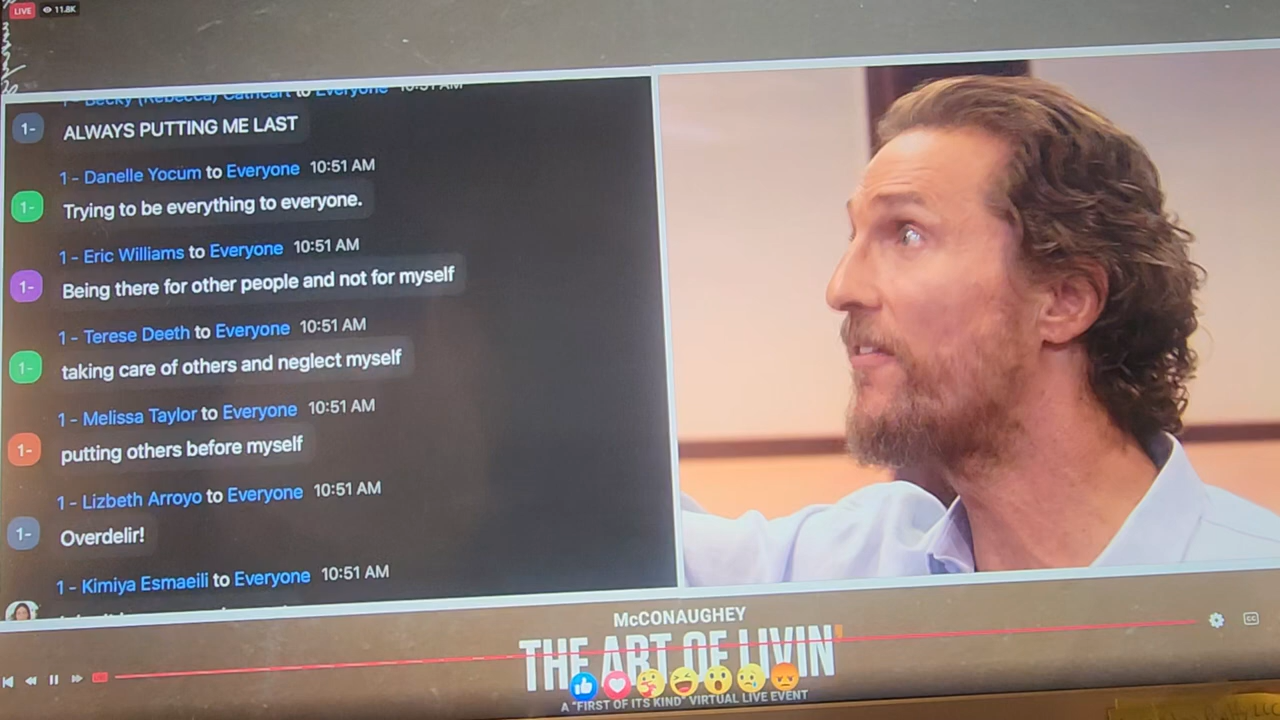 LIVE 11.8K
1 - Becky (Rebecca) Cathcart to Everyone 10:51 AM
1- ALWAYS PUTTING ME LAST
1 - Danelle Yocum to Everyone 10:51 AM
1- Trying to be everything to everyone.
1 - Eric Williams to Everyone 10:51 AM
1- Being there for other people and not for myself
1 - Terese Deeth to Everyone 10:51 AM
1- taking care of others and neglect myself
1 - Melissa Taylor to Everyone 10:51 AM
1- putting others before myself
1 - Lizbeth Arroyo to Everyone 10:51 AM
1- Overdelir!
1 - Kimiya Esmaeili to Everyone 10:51 AM
McCONAUGHEY
THE ART OF LIVIN'
A "FIRST OF ITS KIND" VIRTUAL LIVE EVENT
CC